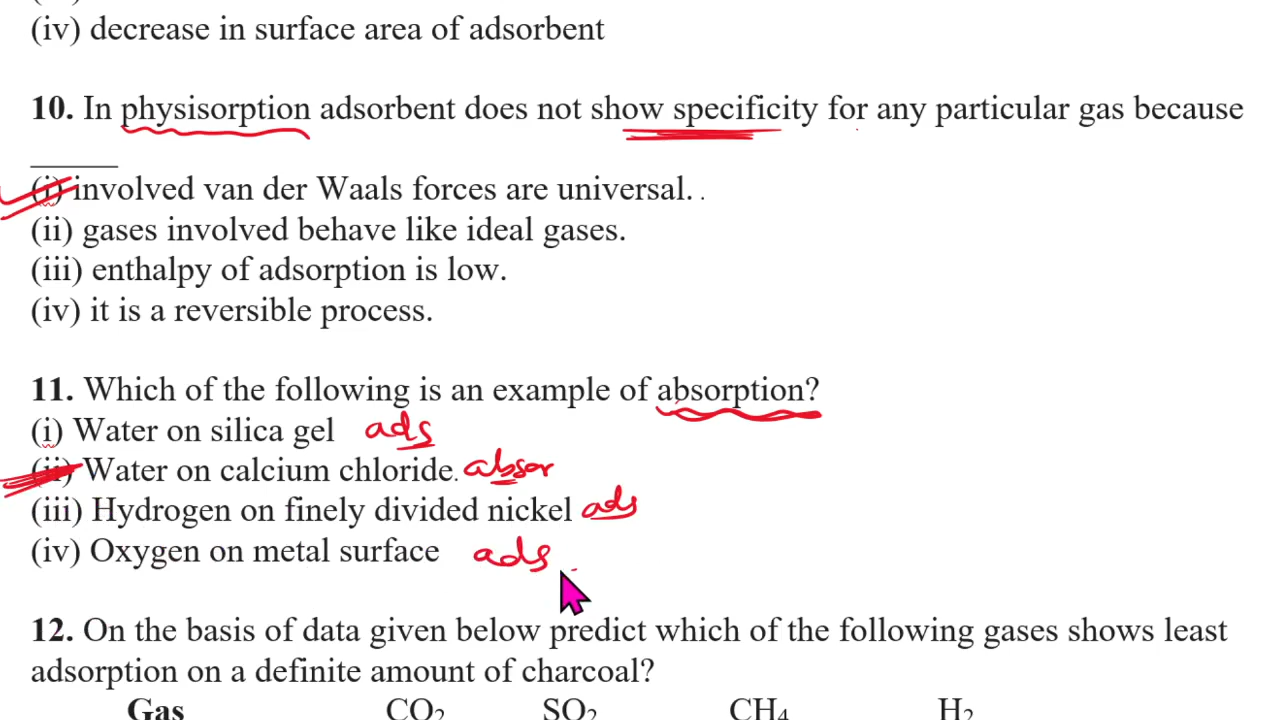 (iv) decrease in surface area of adsorbent
10. In physisorption adsorbent does not show specificity for any particular gas because
______
(i) involved van der Waals forces are universal. .
(ii) gases involved behave like ideal gases.
(iii) enthalpy of adsorption is low.
(iv) it is a reversible process.
11. Which of the following is an example of absorption?
(i) Water on silica gel ads
(ii) Water on calcium chloride. absor
(iii) Hydrogen on finely divided nickel ads
(iv) Oxygen on metal surface ads
12. On the basis of data given below predict which of the following gases shows least
adsorption on a definite amount of charcoal?
Gas CO₂ SO₂ CH₄ H₂